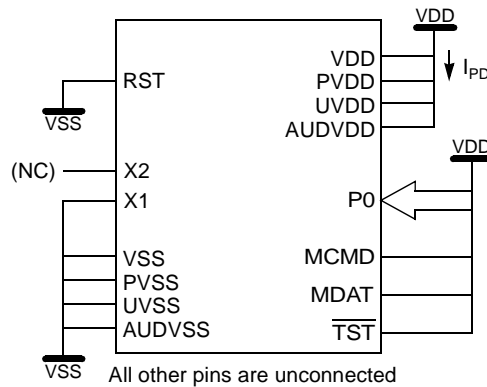 VDD
VDD
PVDD
UVDD
AUDVDD
IPD
RST
VSS
VDD
(NC)
X2
X1
P0
VSS
PVSS
UVSS
AUDVSS
MCMD
MDAT
TST
VSS
All other pins are unconnected